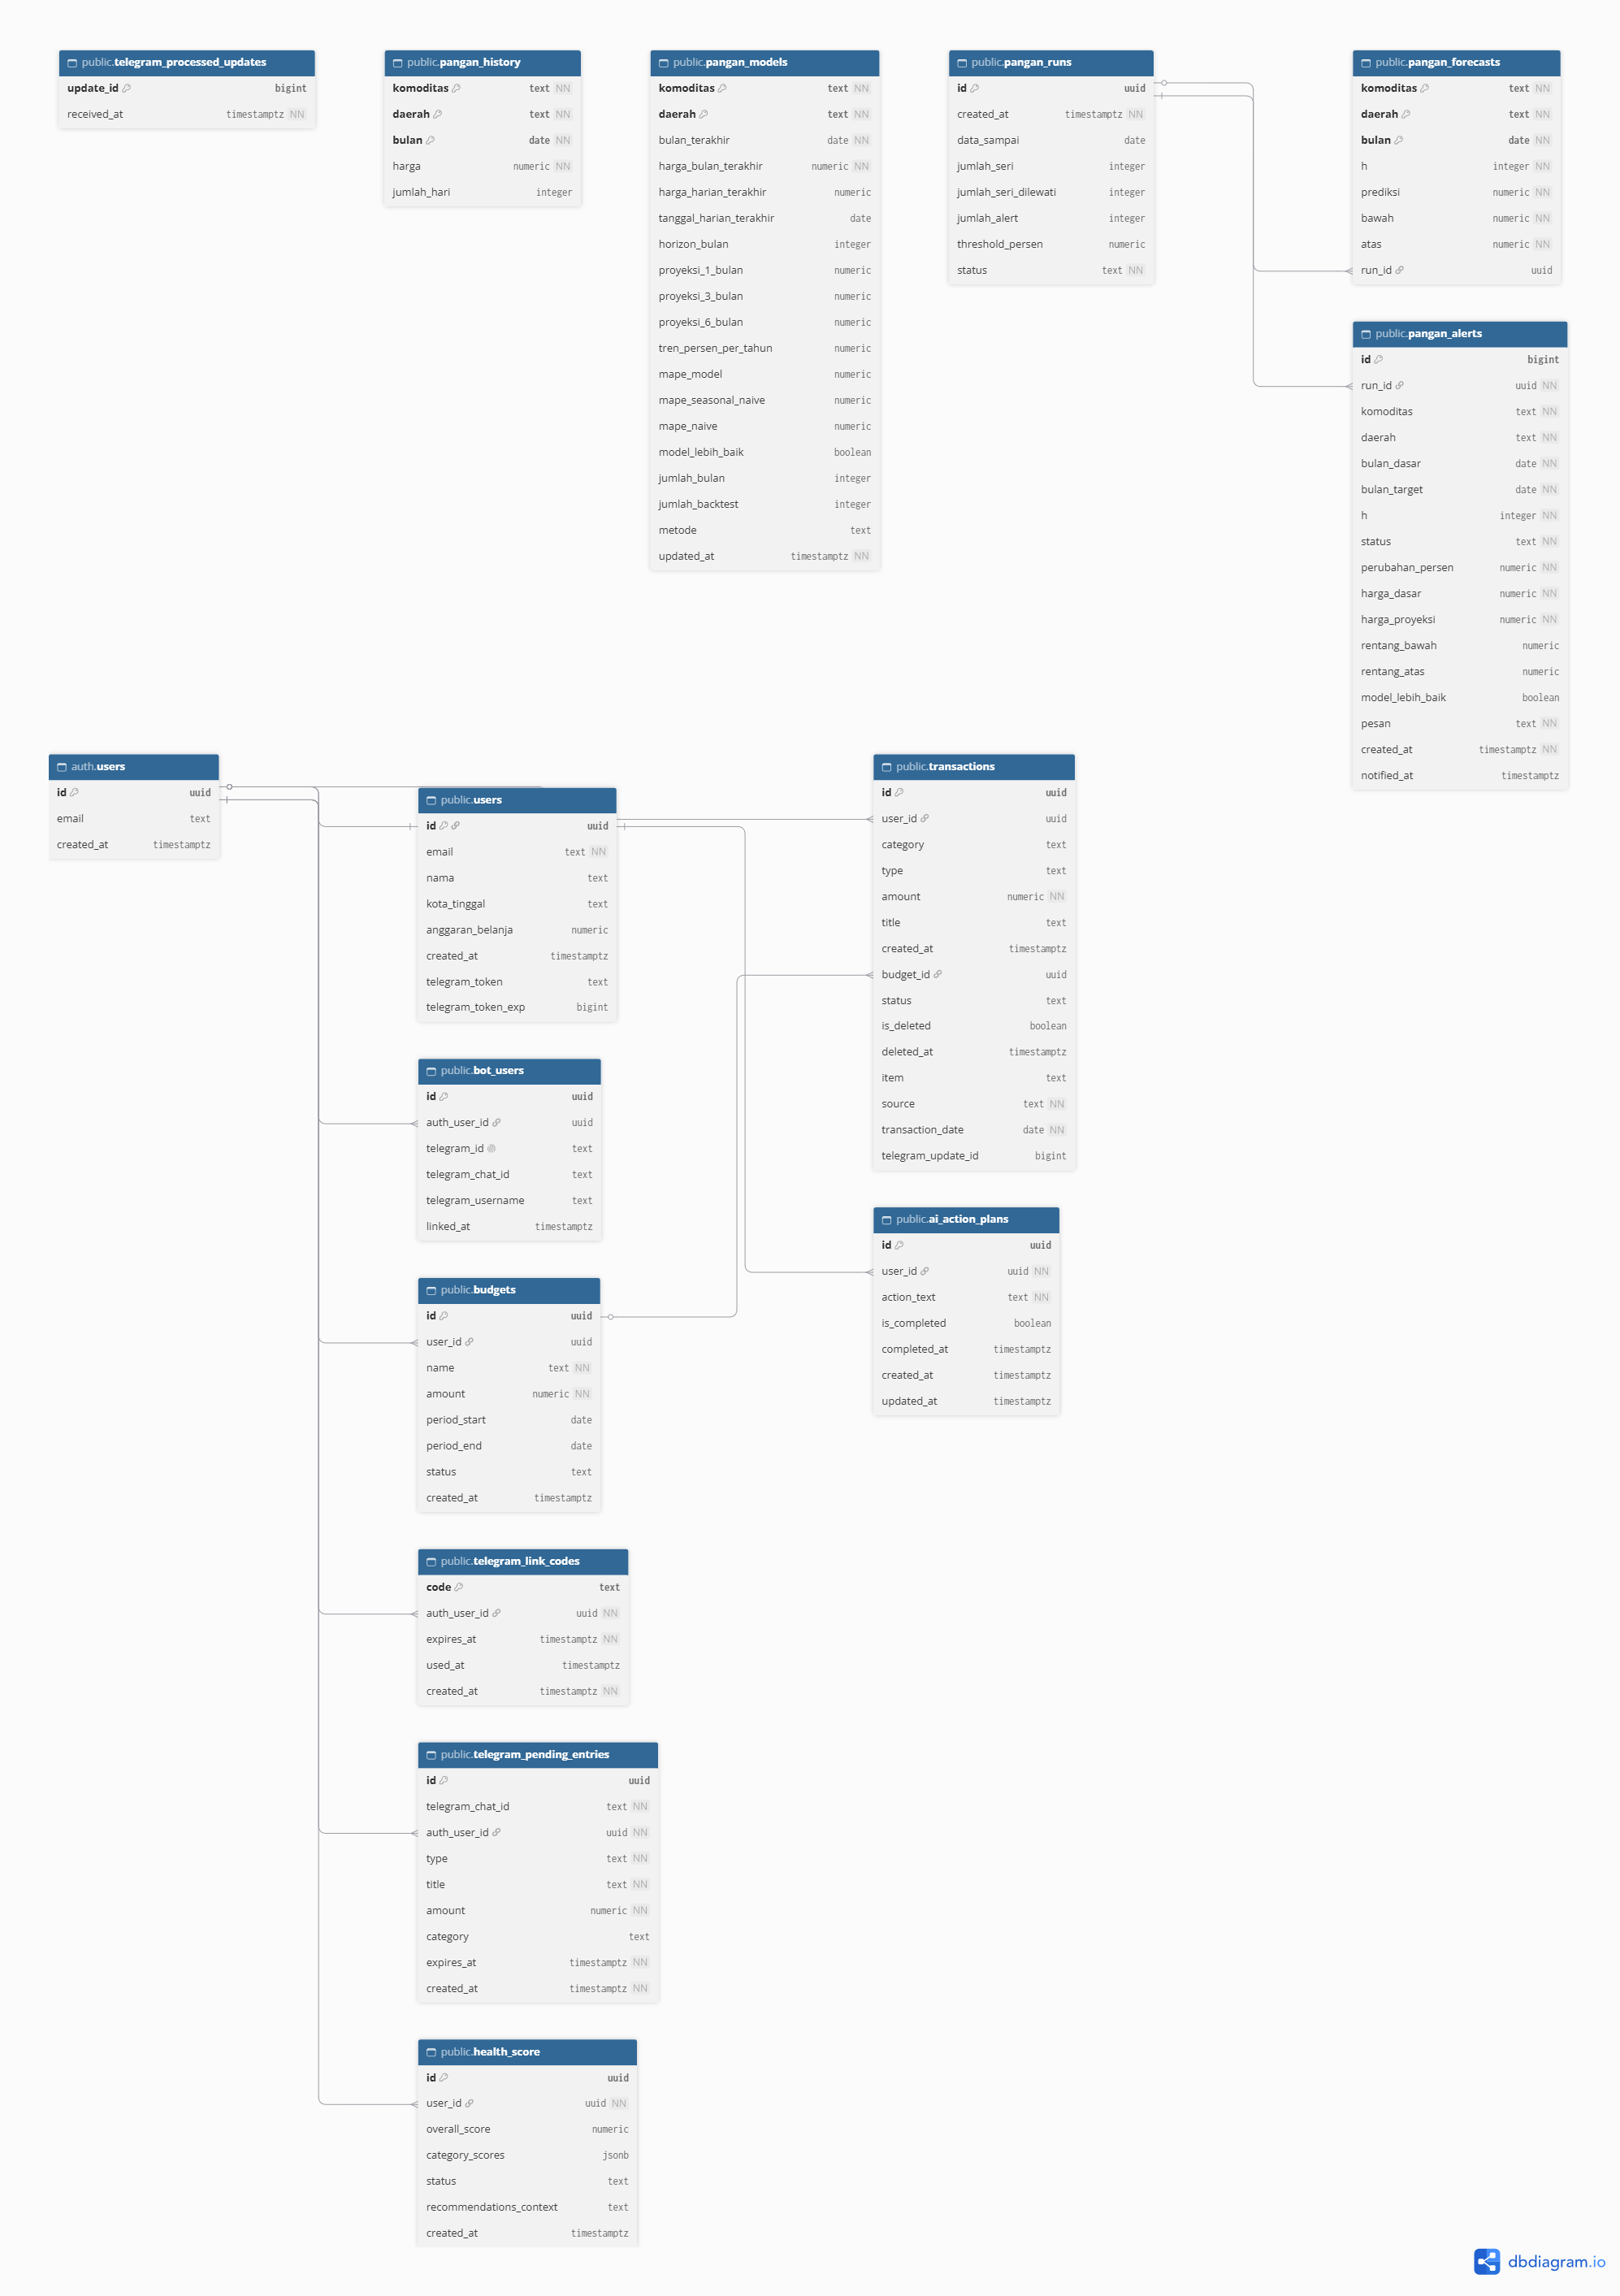 public.telegram_processed_updates
update_id bigint
received_at timestamptz NN
public.pangan_history
komoditas text NN
daerah text NN
bulan date NN
harga numeric NN
jumlah_hari integer
public.pangan_models
komoditas text NN
daerah text NN
bulan_terakhir date NN
harga_bulan_terakhir numeric NN
harga_harian_terakhir numeric
tanggal_harian_terakhir date
horizon_bulan integer
proyeksi_1_bulan numeric
proyeksi_3_bulan numeric
proyeksi_6_bulan numeric
tren_persen_per_tahun numeric
mape_model numeric
mape_seasonal_naive numeric
mape_naive numeric
model_lebih_baik boolean
jumlah_bulan integer
jumlah_backtest integer
metode text
updated_at timestamptz NN
public.pangan_runs
id uuid
created_at timestamptz NN
data_sampai date
jumlah_seri integer
jumlah_seri_dilewati integer
jumlah_alert integer
threshold_persen numeric
status text NN
public.pangan_forecasts
komoditas text NN
daerah text NN
bulan date NN
h integer NN
prediksi numeric NN
bawah numeric NN
atas numeric NN
run_id uuid
public.pangan_alerts
id bigint
run_id uuid NN
komoditas text NN
daerah text NN
bulan_dasar date NN
bulan_target date NN
h integer NN
status text NN
perubahan_persen numeric NN
harga_dasar numeric NN
harga_proyeksi numeric NN
rentang_bawah numeric
rentang_atas numeric
model_lebih_baik boolean
pesan text NN
created_at timestamptz NN
notified_at timestamptz
auth.users
id uuid
email text
created_at timestamptz
public.users
id uuid
email text NN
nama text
kota_tinggal text
anggaran_belanja numeric
created_at timestamptz
telegram_token text
telegram_token_exp bigint
public.bot_users
id uuid
auth_user_id uuid
telegram_id text
telegram_chat_id text
telegram_username text
linked_at timestamptz
public.budgets
id uuid
user_id uuid
name text NN
amount numeric NN
period_start date
period_end date
status text
created_at timestamptz
public.telegram_link_codes
code text
auth_user_id uuid NN
expires_at timestamptz NN
used_at timestamptz
created_at timestamptz NN
public.telegram_pending_entries
id uuid
telegram_chat_id text NN
auth_user_id uuid NN
type text NN
title text NN
amount numeric NN
category text
expires_at timestamptz NN
created_at timestamptz NN
public.health_score
id uuid
user_id uuid NN
overall_score numeric
category_scores jsonb
status text
recommendations_context text
created_at timestamptz
public.transactions
id uuid
user_id uuid
category text
type text
amount numeric NN
title text
created_at timestamptz
budget_id uuid
status text
is_deleted boolean
deleted_at timestamptz
item text
source text NN
transaction_date date NN
telegram_update_id bigint
public.ai_action_plans
id uuid
user_id uuid NN
action_text text NN
is_completed boolean
completed_at timestamptz
created_at timestamptz
updated_at timestamptz
dbdiagram.io